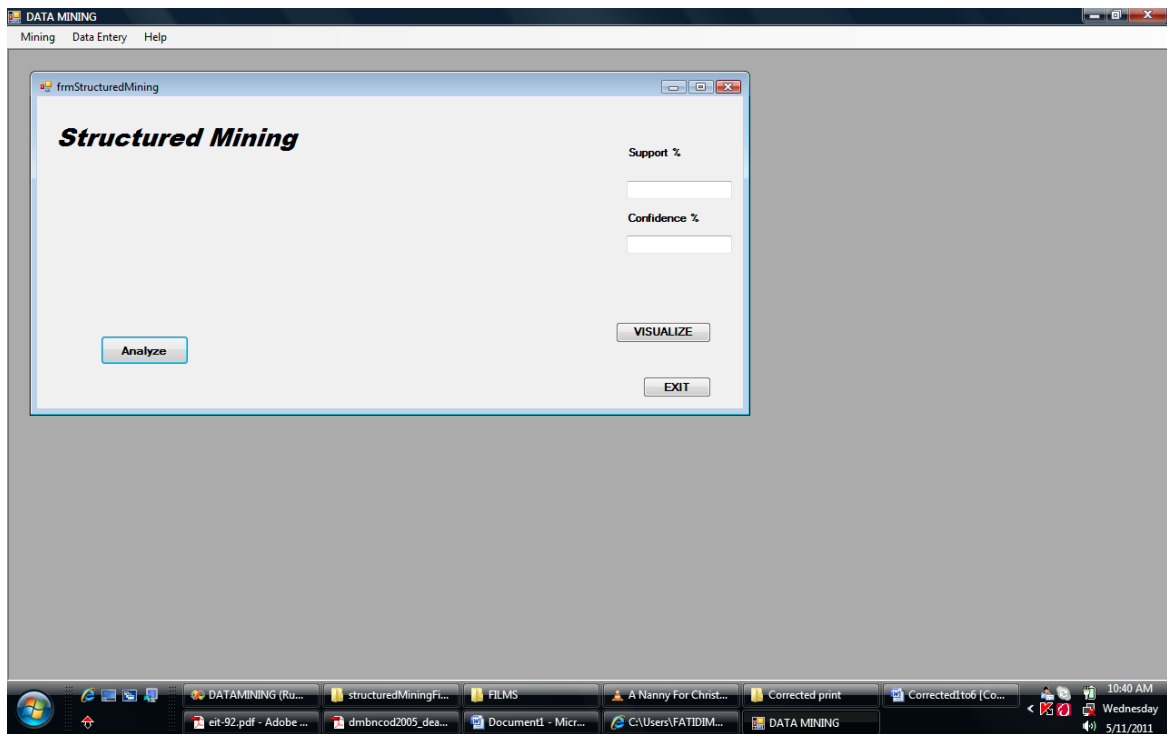 DATA MINING
Mining Data Entery Help
frmStructuredMining
Structured Mining
Support %
Confidence %
VISUALIZE
Analyze
EXIT
DATAMINING (Ru... structuredMiningFi... FILMS A Nanny For Christ... Corrected print Corrected1to6 [Co... 10:40 AM
Wednesday
eit-92.pdf - Adobe ... dmbncod2005_dea... Document1 - Micr... C:\Users\FATIDIM... DATA MINING 5/11/2011